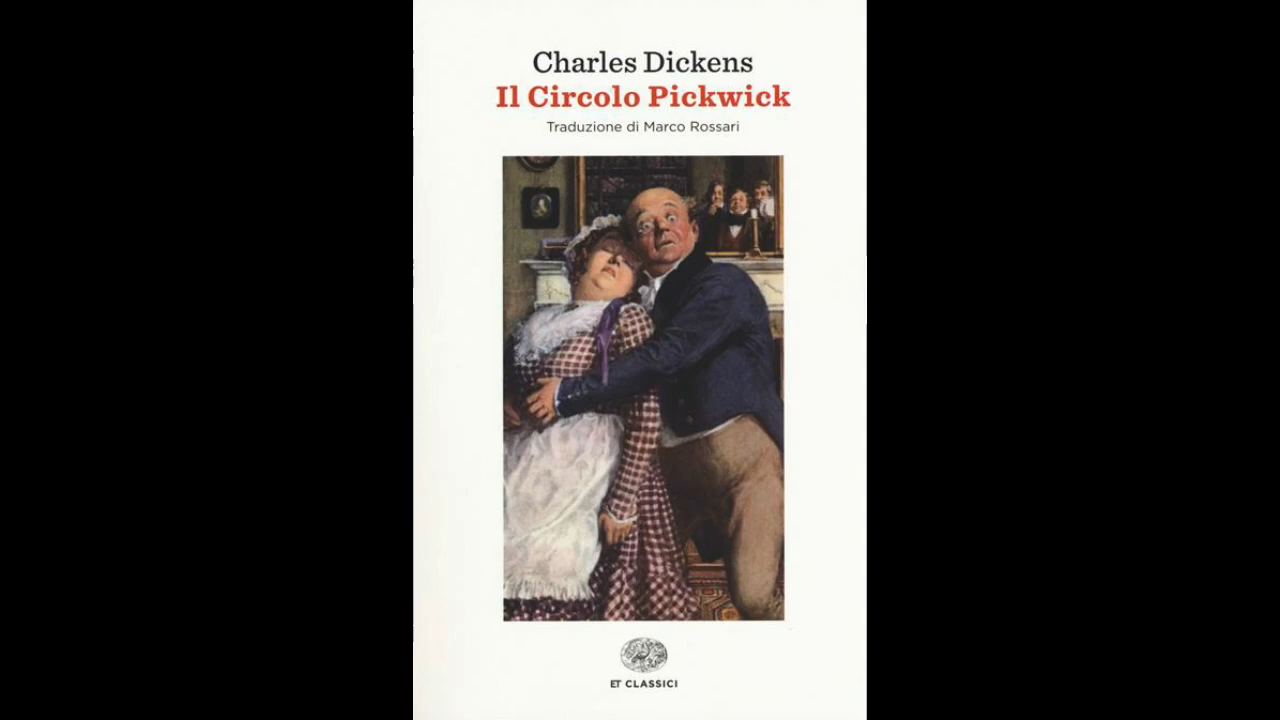 Charles Dickens
Il Circolo Pickwick
Traduzione di Marco Rossari
ET CLASSICI